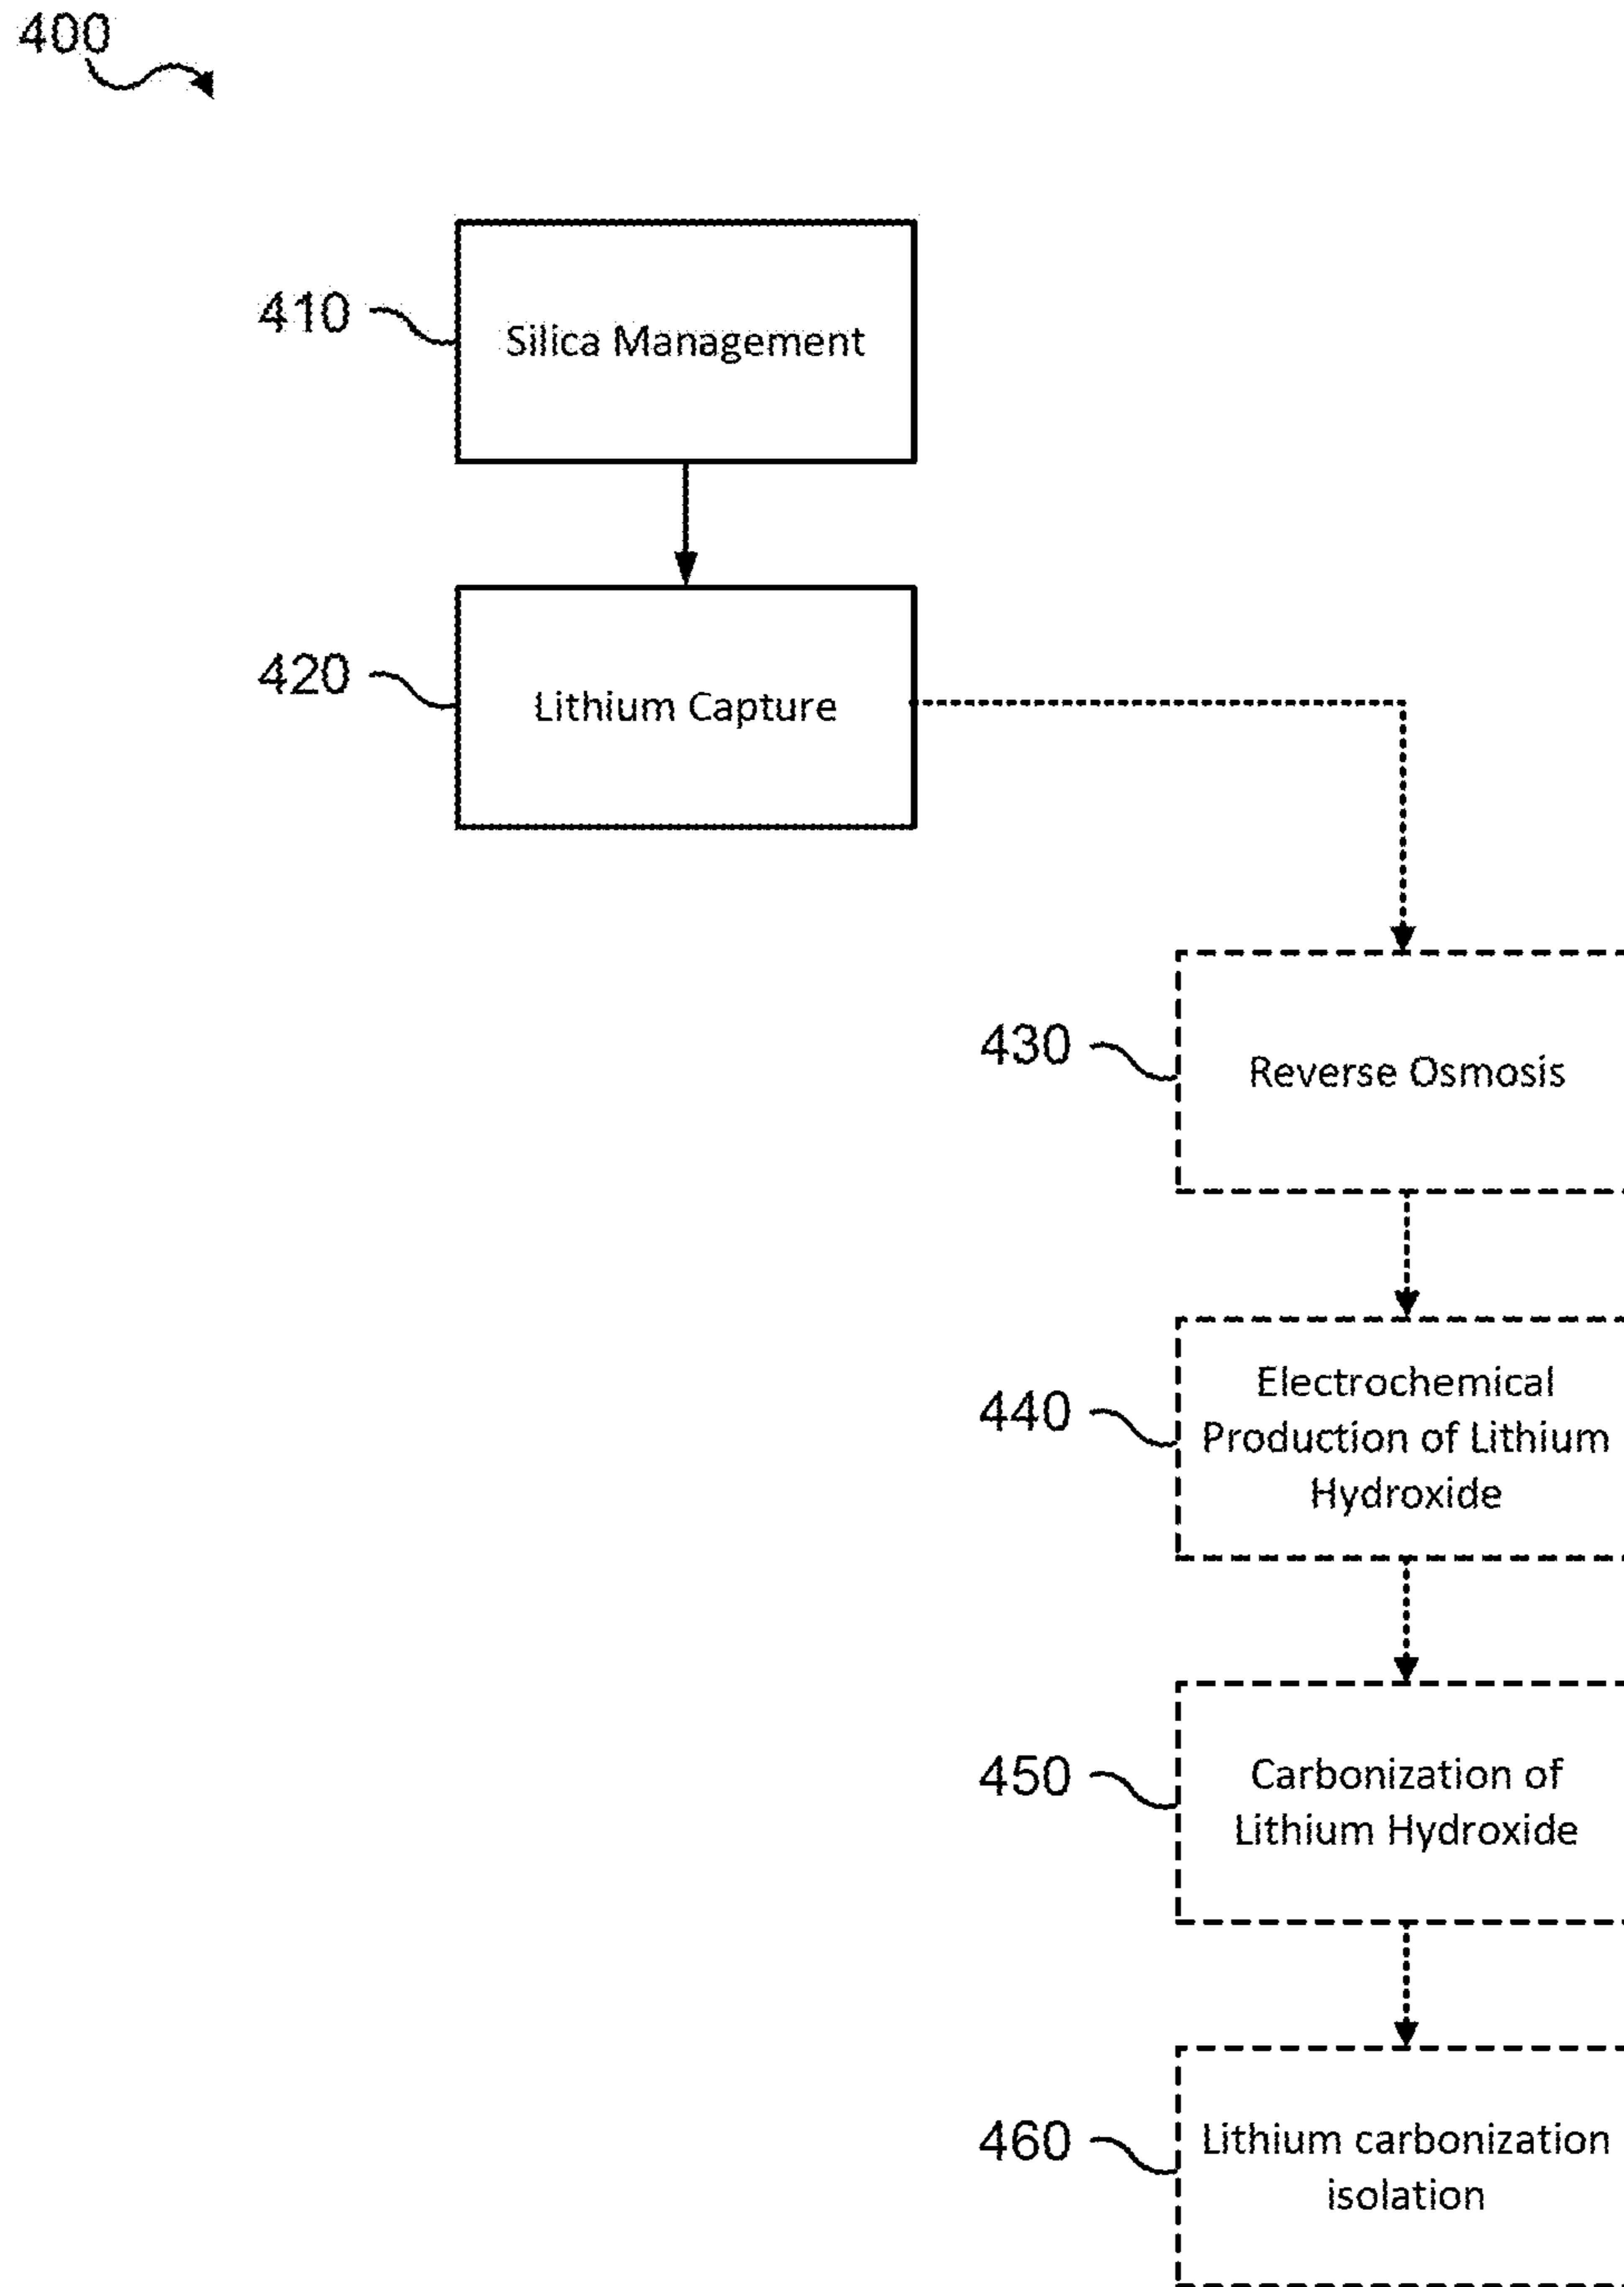 400
410
Silica Management
420
Lithium Capture
430
Reverse Osmosis
440
Electrochemical
Production of Lithium
Hydroxide
450
Carbonization of
Lithium Hydroxide
460
Lithium carbonization
isolation